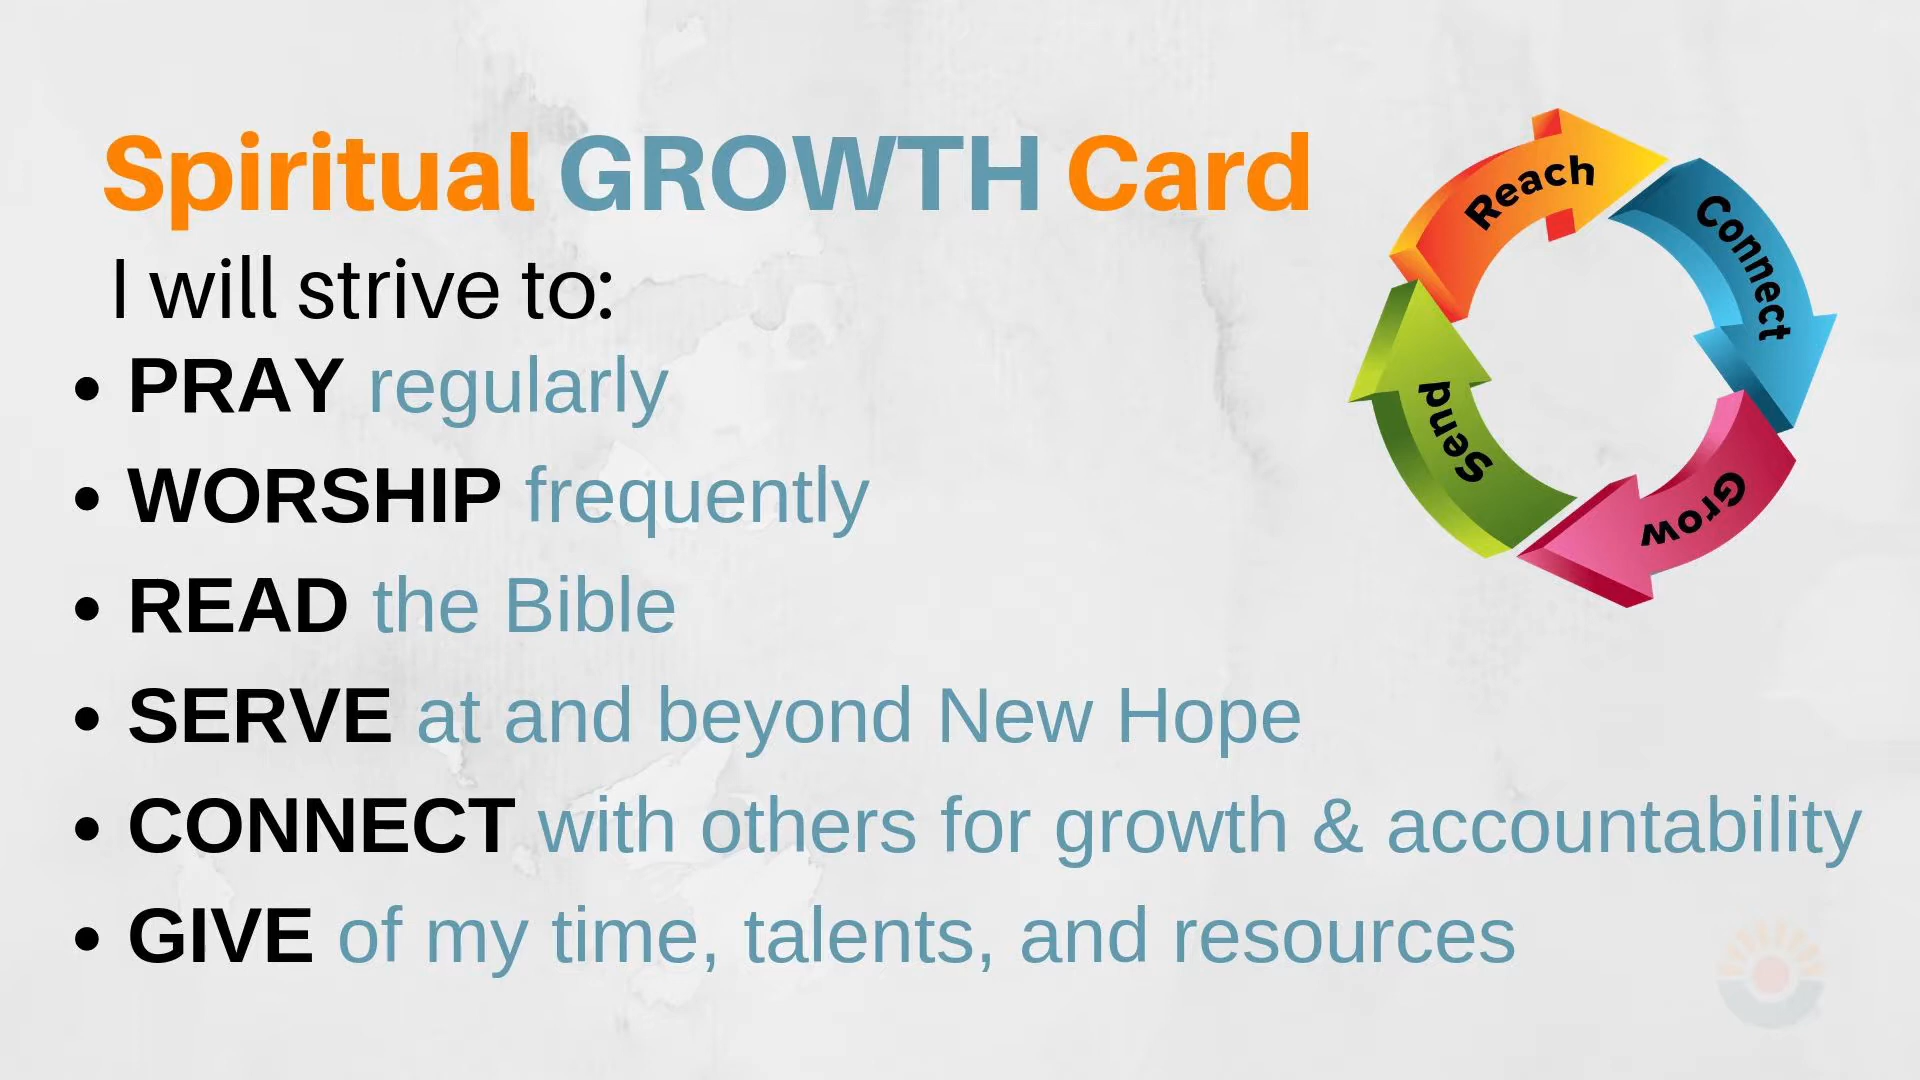 Spiritual GROWTH Card
I will strive to:
• PRAY regularly
• WORSHIP frequently
• READ the Bible
• SERVE at and beyond New Hope
• CONNECT with others for growth & accountability
• GIVE of my time, talents, and resources
Reach
Connect
Grow
Send